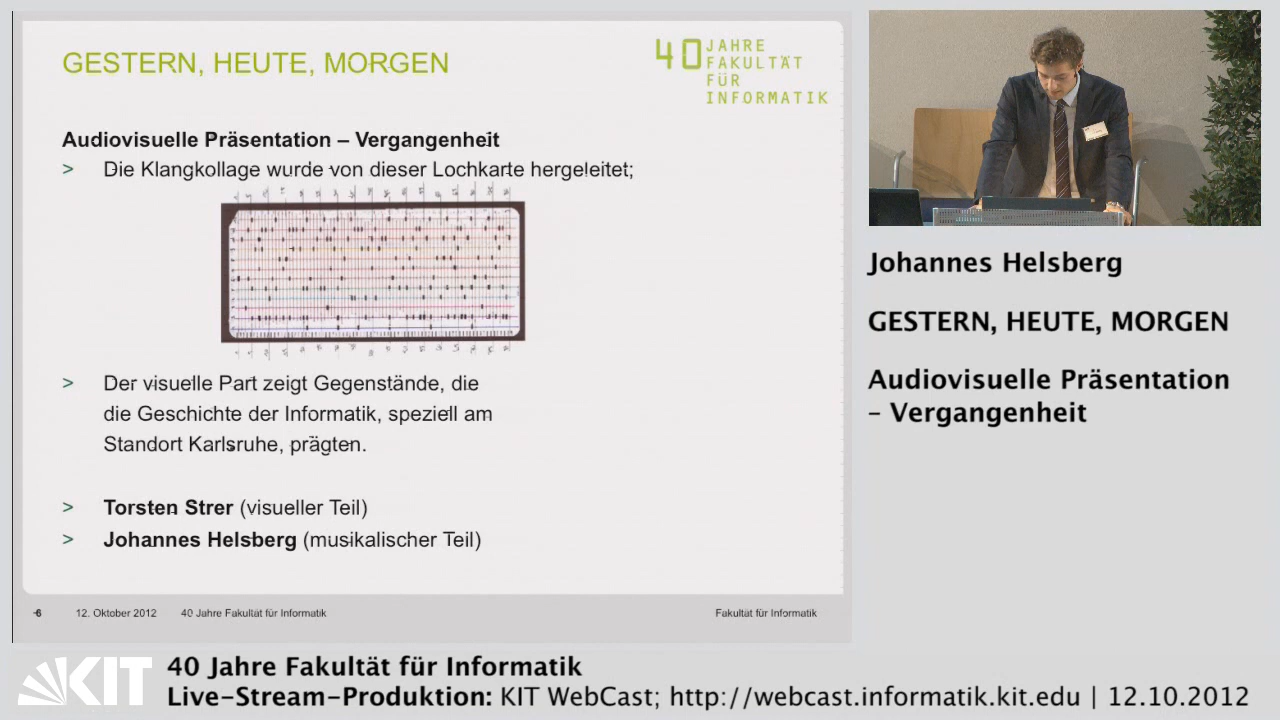 GESTERN, HEUTE, MORGEN
40 JAHRE
FAKULTÄT
FÜR
INFORMATIK
Audiovisuelle Präsentation – Vergangenheit
> Die Klangkollage wurde von dieser Lochkarte hergeleitet;
> Der visuelle Part zeigt Gegenstände, die
die Geschichte der Informatik, speziell am
Standort Karlsruhe, prägten.
> Torsten Strer (visueller Teil)
> Johannes Helsberg (musikalischer Teil)
6 12. Oktober 2012 40 Jahre Fakultät für Informatik Fakultät für Informatik
Johannes Helsberg
GESTERN, HEUTE, MORGEN
Audiovisuelle Präsentation
– Vergangenheit
KIT
40 Jahre Fakultät für Informatik
Live-Stream-Produktion: KIT WebCast; http://webcast.informatik.kit.edu | 12.10.2012